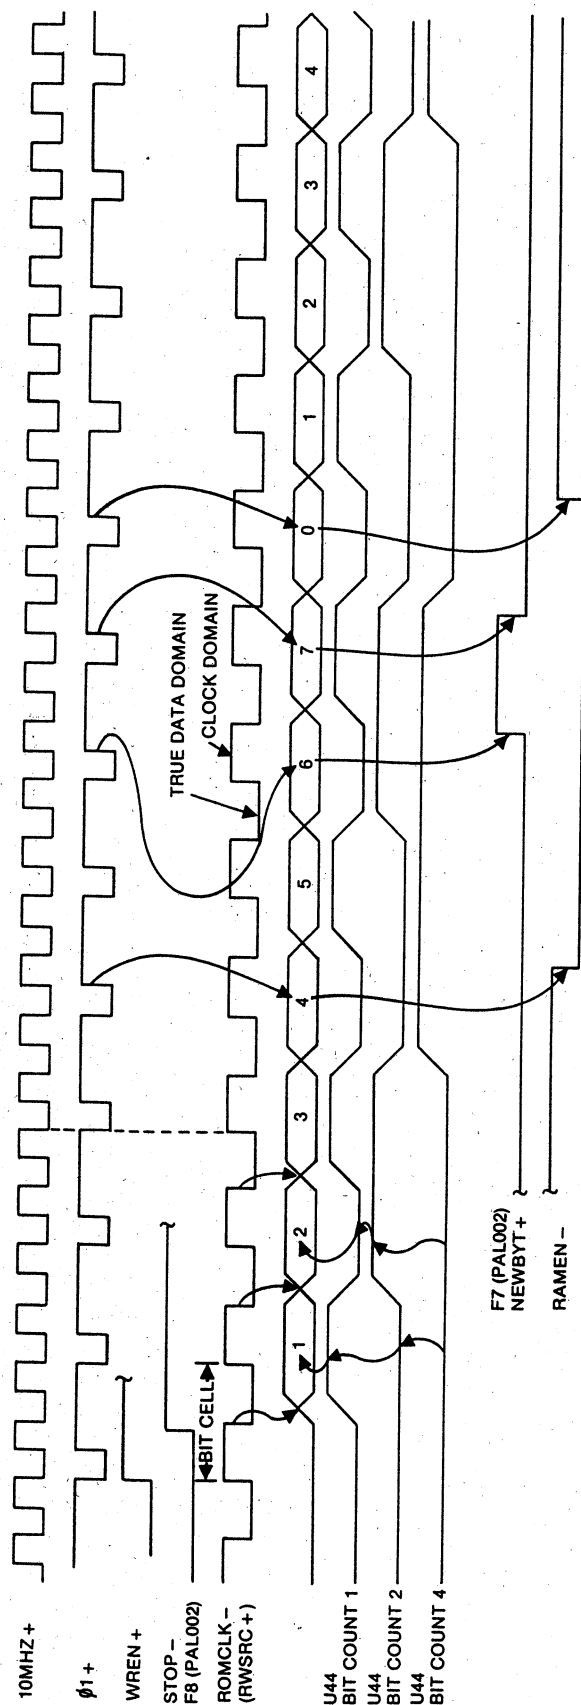 10MHZ+
ø1+
WREN+
STOP–
F8 (PAL002)
ROMCLK–
(RWSRC+)
BIT CELL
TRUE DATA DOMAIN
CLOCK DOMAIN
1 2 3 4 5 6 7 0 1 2 3 4
U44
BIT COUNT 1
U44
BIT COUNT 2
U44
BIT COUNT 4
F7 (PAL002)
NEWBYT+
RAMEN–